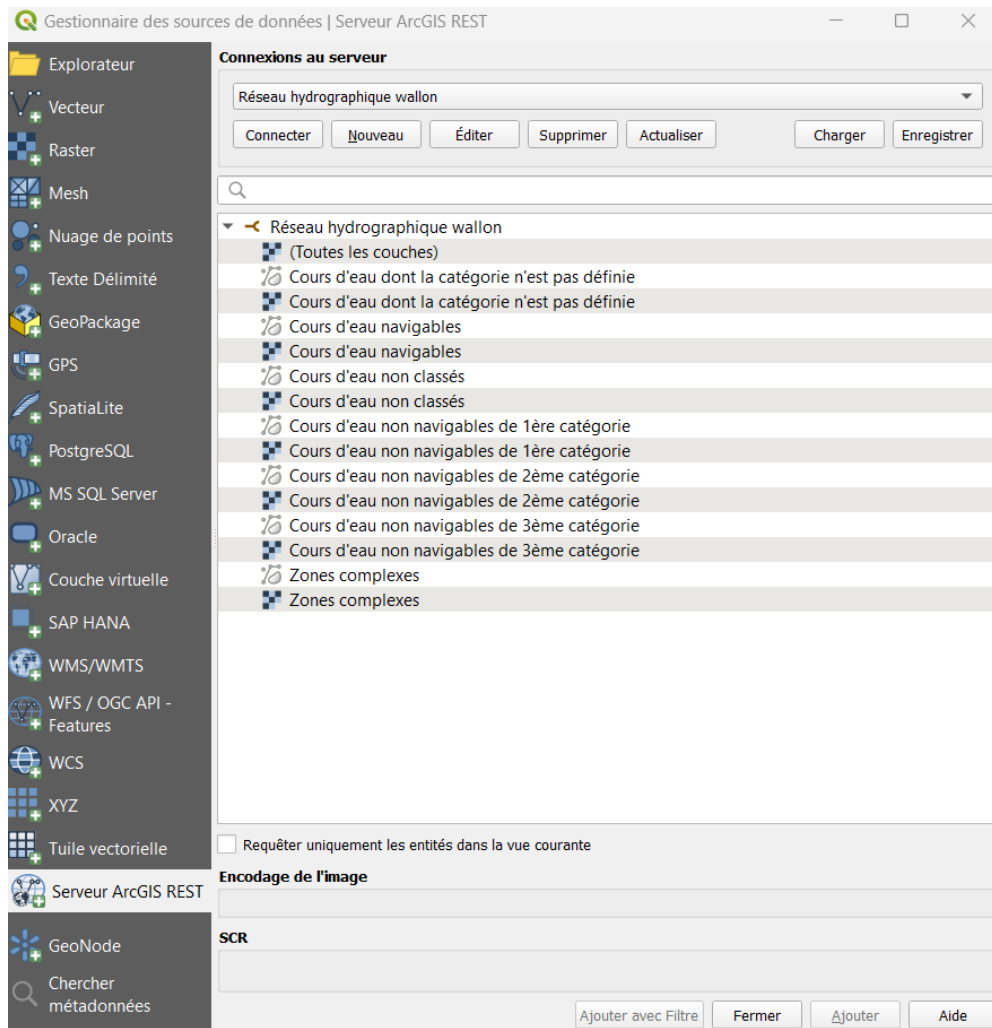 Gestionnaire des sources de données | Serveur ArcGIS REST
Explorateur
Vecteur
Raster
Mesh
Nuage de points
Texte Délimité
GeoPackage
GPS
SpatiaLite
PostgreSQL
MS SQL Server
Oracle
Couche virtuelle
SAP HANA
WMS/WMTS
WFS / OGC API -
Features
WCS
XYZ
Tuile vectorielle
Serveur ArcGIS REST
GeoNode
Chercher
métadonnées
Connexions au serveur
Réseau hydrographique wallon
Connecter Nouveau Éditer Supprimer Actualiser Charger Enregistrer
Réseau hydrographique wallon
(Toutes les couches)
Cours d'eau dont la catégorie n'est pas définie
Cours d'eau dont la catégorie n'est pas définie
Cours d'eau navigables
Cours d'eau navigables
Cours d'eau non classés
Cours d'eau non classés
Cours d'eau non navigables de 1ère catégorie
Cours d'eau non navigables de 1ère catégorie
Cours d'eau non navigables de 2ème catégorie
Cours d'eau non navigables de 2ème catégorie
Cours d'eau non navigables de 3ème catégorie
Cours d'eau non navigables de 3ème catégorie
Zones complexes
Zones complexes
Requêter uniquement les entités dans la vue courante
Encodage de l'image
SCR
Ajouter avec Filtre Fermer Ajouter Aide